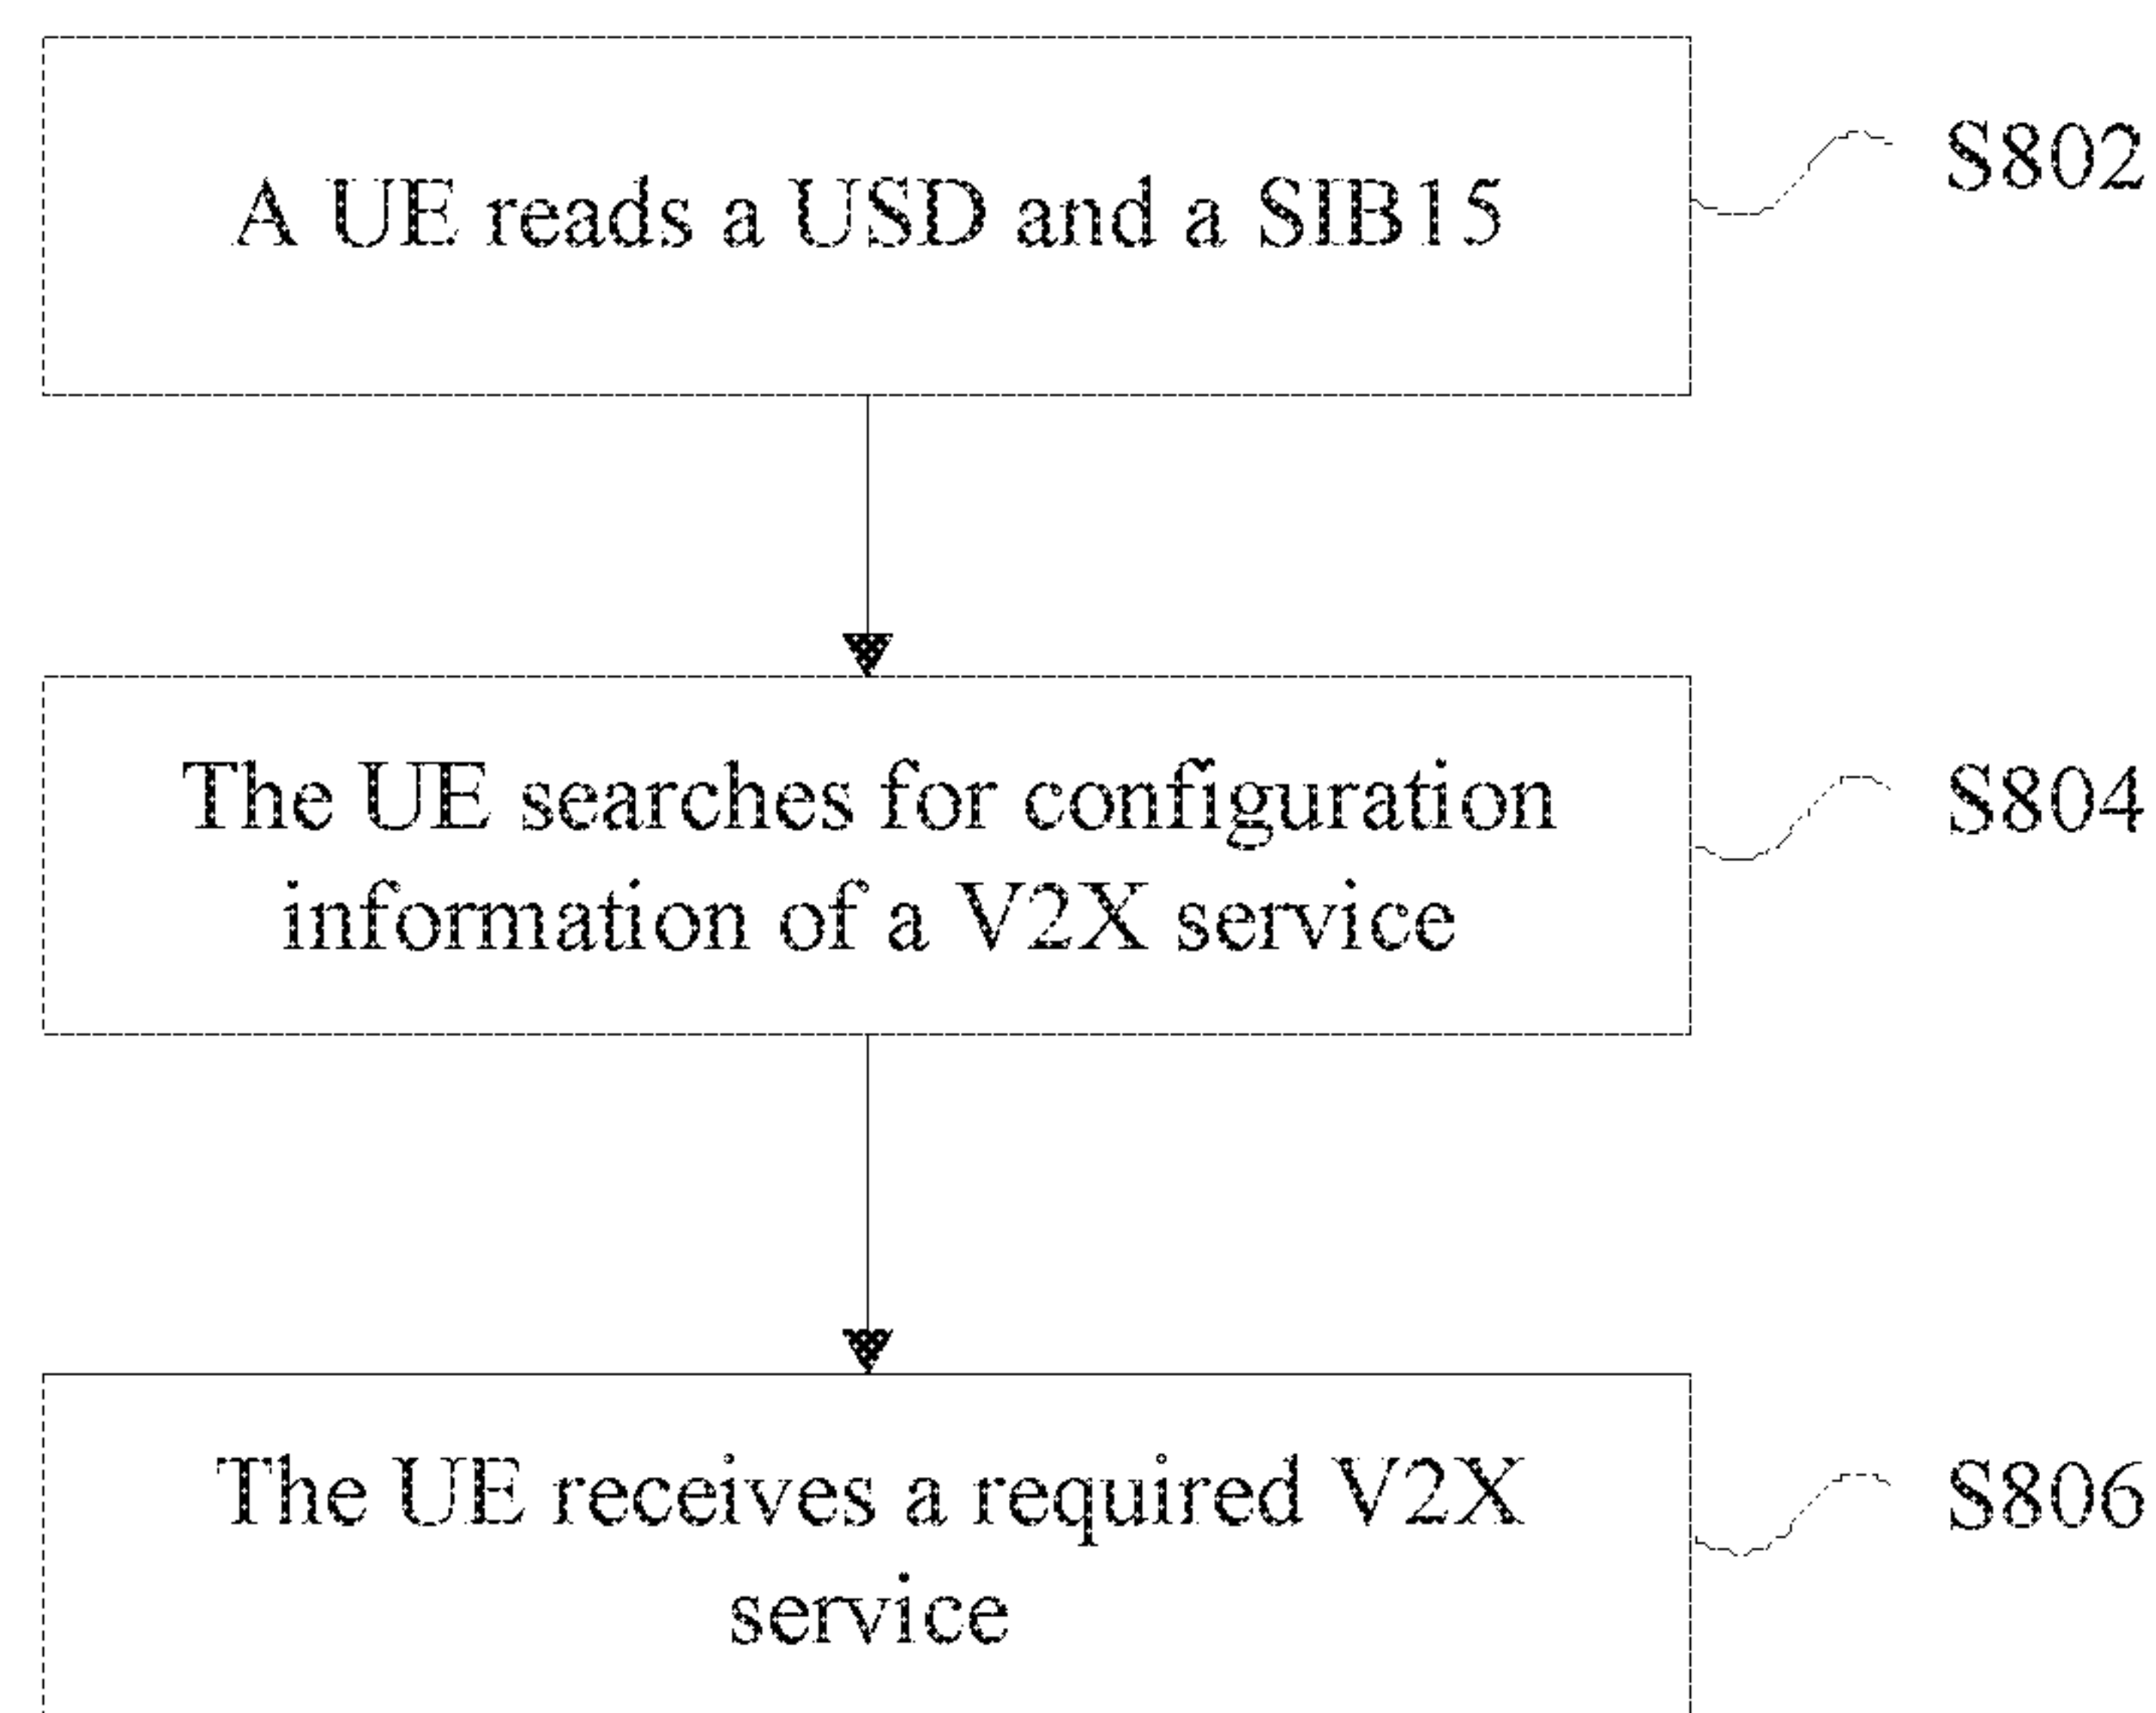 A UE reads a USD and a SIB15
S802
The UE searches for configuration
information of a V2X service
S804
The UE receives a required V2X
service
S806